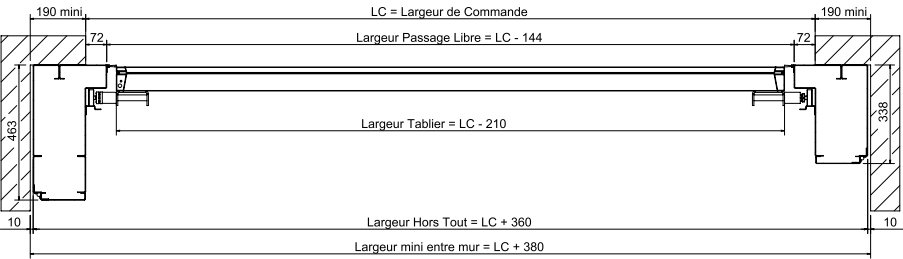 190 mini
LC = Largeur de Commande
190 mini
72
Largeur Passage Libre = LC - 144
72
463
338
Largeur Tablier = LC - 210
10
Largeur Hors Tout = LC + 360
10
Largeur mini entre mur = LC + 380